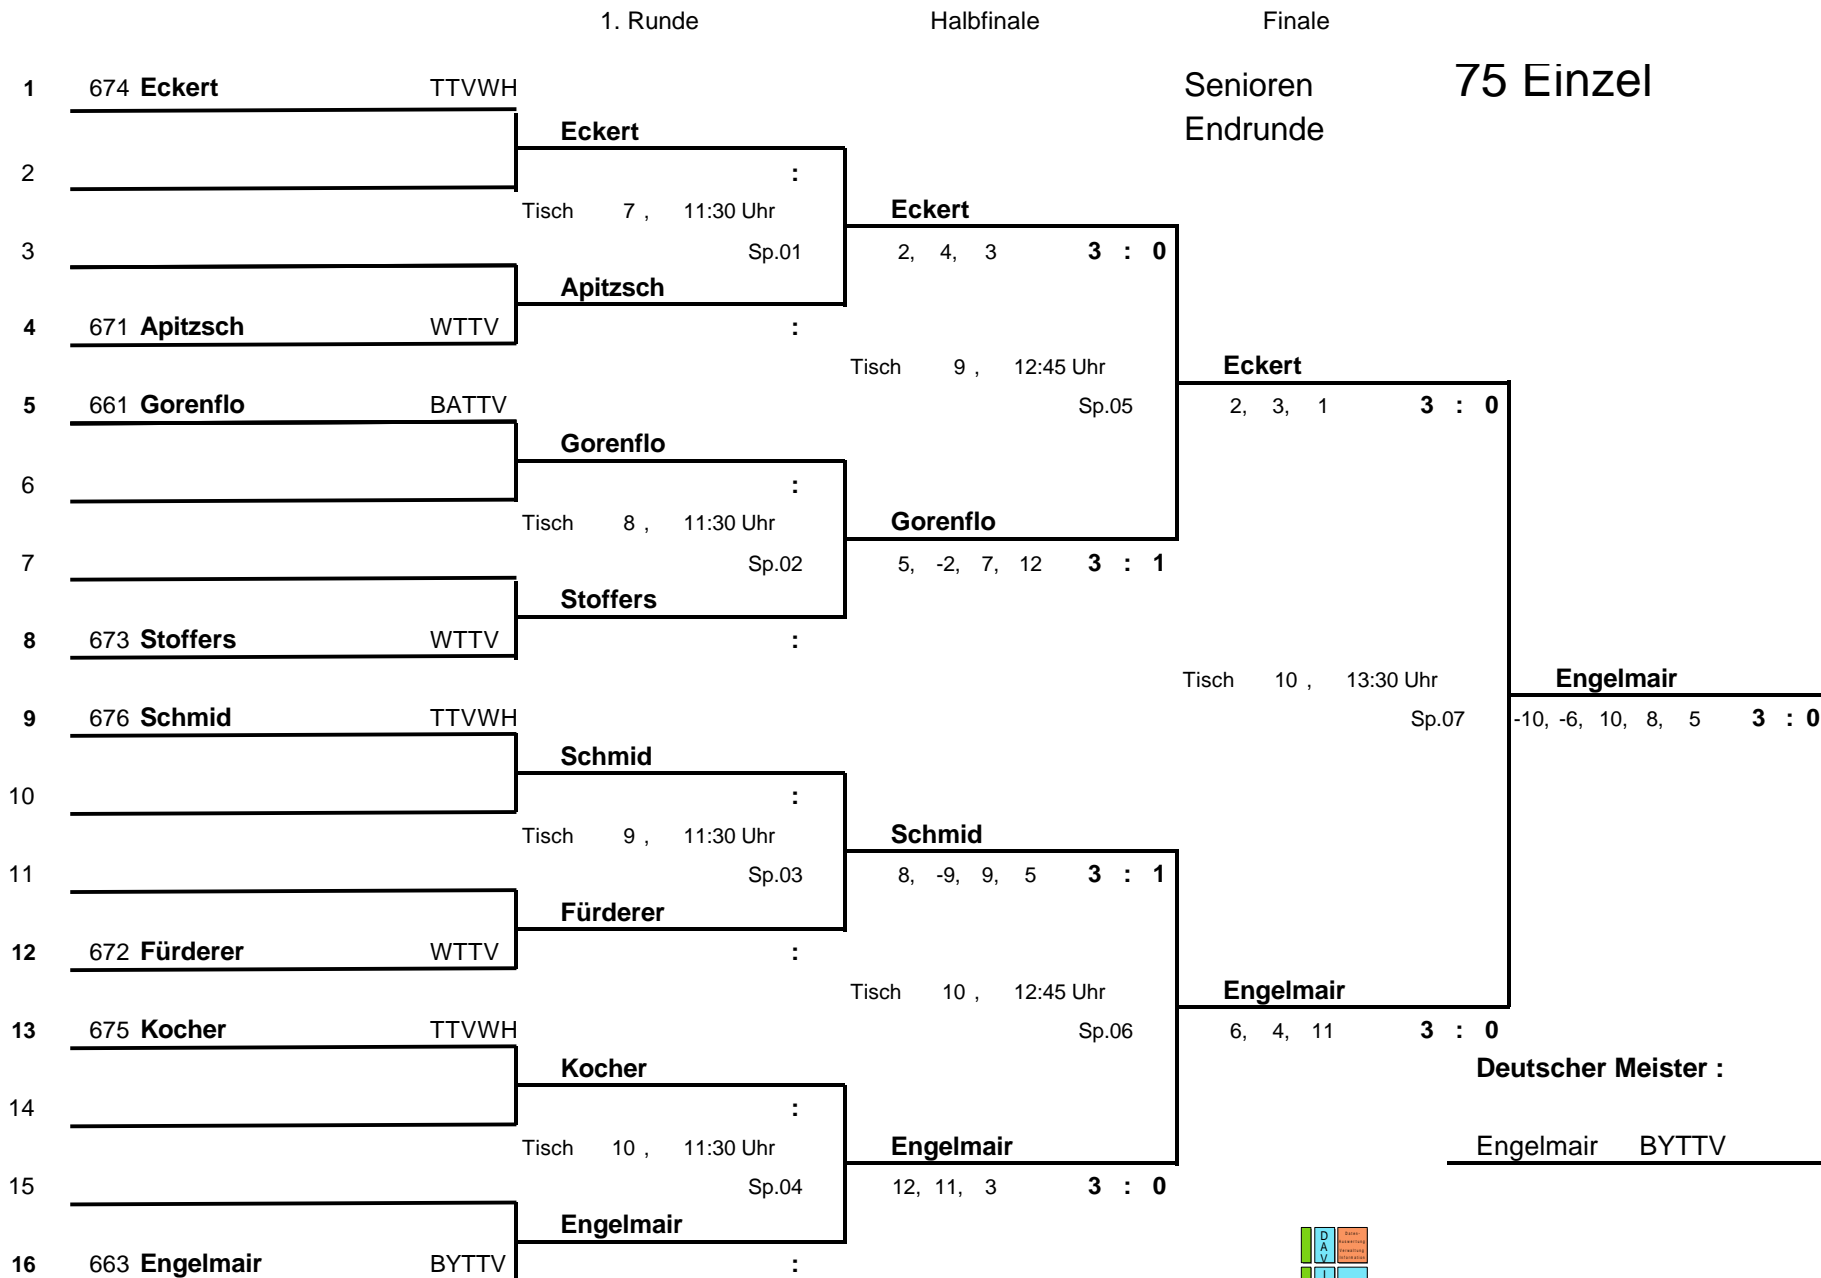 1. Runde Halbfinale Finale
1 674 Eckert TTVWH Senioren 75 Einzel
Eckert Endrunde
2 :
Tisch 7 , 11:30 Uhr Eckert
3 Sp.01 2, 4, 3 3 : 0
Apitzsch
4 671 Apitzsch WTTV :
Tisch 9 , 12:45 Uhr Eckert
5 661 Gorenflo BATTV Sp.05 2, 3, 1 3 : 0
Gorenflo
6 :
Tisch 8 , 11:30 Uhr Gorenflo
7 Sp.02 5, -2, 7, 12 3 : 1
Stoffers
8 673 Stoffers WTTV :
Tisch 10 , 13:30 Uhr Engelmair
9 676 Schmid TTVWH Sp.07 -10, -6, 10, 8, 5 3 : 0
Schmid
10 :
Tisch 9 , 11:30 Uhr Schmid
11 Sp.03 8, -9, 9, 5 3 : 1
Fürderer
12 672 Fürderer WTTV :
Tisch 10 , 12:45 Uhr Engelmair
13 675 Kocher TTVWH Sp.06 6, 4, 11 3 : 0
Kocher Deutscher Meister :
14 :
Tisch 10 , 11:30 Uhr Engelmair Engelmair BYTTV
15 Sp.04 12, 11, 3 3 : 0
Engelmair
16 663 Engelmair BYTTV :